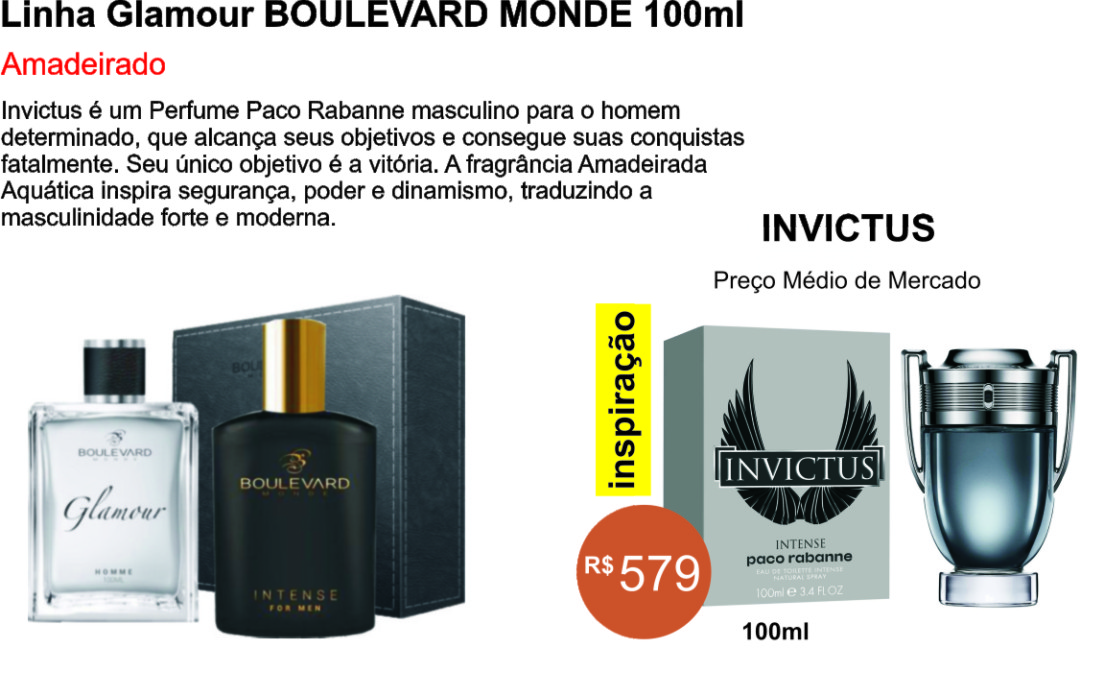 Linha Glamour BOULEVARD MONDE 100ml
Amadeirado
Invictus é um Perfume Paco Rabanne masculino para o homem
determinado, que alcança seus objetivos e consegue suas conquistas
fatalmente. Seu único objetivo é a vitória. A fragrância Amadeirada
Aquática inspira segurança, poder e dinamismo, traduzindo a
masculinidade forte e moderna.
INVICTUS
Preço Médio de Mercado
BOULEVARD
MONDE
Glamour
HOMME
100ML
BOULEVARD
MONDE
INTENSE
FOR MEN
inspiração
R$ 579
INVICTUS
INTENSE
paco rabanne
EAU DE TOILETTE INTENSE
NATURAL SPRAY
100ml e 3.4 FL OZ
100ml